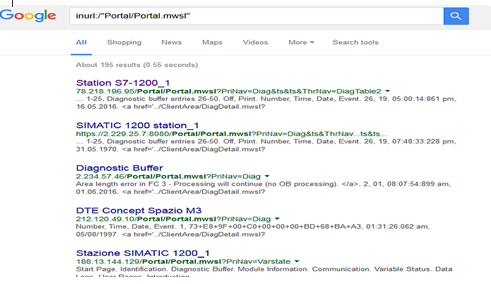 Google inurl:/"Portal/Portal.mwsl"
All Shopping News Maps Videos More Search tools
About 195 results (0.55 seconds)
Station S7-1200_1
78.218.196.95/Portal/Portal.mwsl?PriNav=Diag&ts&ts&ThrNav=DiagTable2
... 1-25, Diagnostic buffer entries 26-50. Off, Print. Number, Time, Date, Event. 26, 19, 05:00:14:861 pm,
16.05.2016. <a href='../ClientArea/DiagDetail.mwsl?
SIMATIC 1200 station_1
https://2.229.25.7:8080/Portal/Portal.mwsl?PriNav=Diag&ts&ThrNav...ts&ts...
... 1-25, Diagnostic buffer entries 26-50. Off, Print. Number, Time, Date, Event. 26, 19, 07:48:33:228 pm,
31.05.1970. <a href='../ClientArea/DiagDetail.mwsl?
Diagnostic Buffer
2.234.57.46/Portal/Portal.mwsl?PriNav=Diag
Area length error in FC 3 - Processing will continue (no OB processing). </a>. 2, 01, 08:07:54:899 am,
01.06.2016. <a href='../ClientArea/DiagDetail.mwsl?
DTE Concept Spazio M3
212.120.49.10/Portal/Portal.mwsl?PriNav=Diag
Number, Time, Date, Event. 1, 73+E8+9F+00+C0+00+00+00+BD+68+BA+A3, 01:31:26:062 am,
05/08/1997. <a href='../ClientArea/DiagDetail.mwsl?
Stazione SIMATIC 1200_1
188.13.144.129/Portal/Portal.mwsl?PriNav=Varstate
Start Page. Identification. Diagnostic Buffer. Module Information. Communication. Variable Status. Data
Logs. User Pages. Introduction.